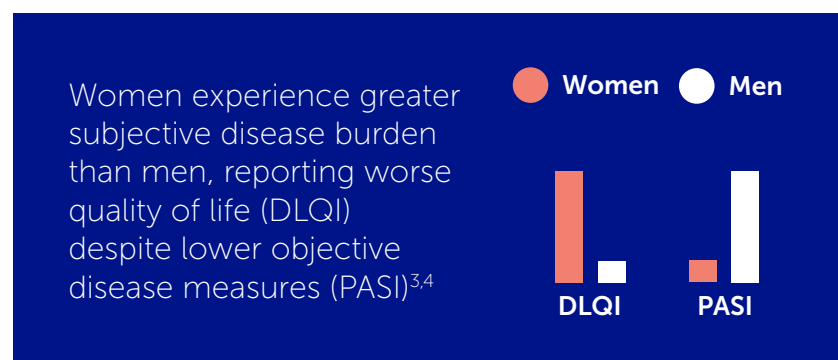 Women experience greater
subjective disease burden
than men, reporting worse
quality of life (DLQI)
despite lower objective
disease measures (PASI)3,4
Women Men
DLQI PASI